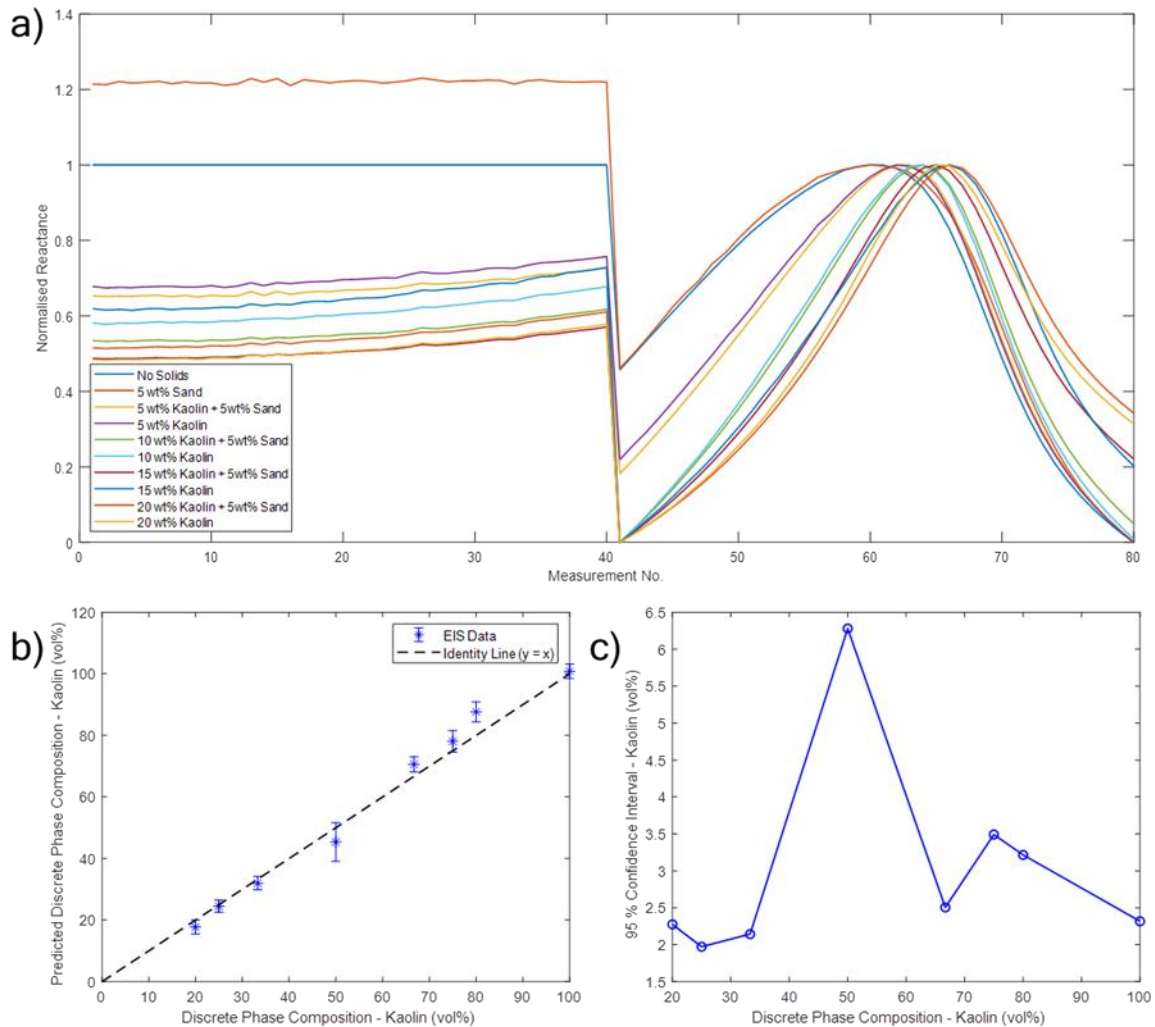 a)
1.4
1.2
1
0.8
0.6
0.4
0.2
0
Normalised Reactance
No Solids
5 wt% Sand
5 wt% Kaolin + 5wt% Sand
5 wt% Kaolin
10 wt% Kaolin + 5wt% Sand
10 wt% Kaolin
15 wt% Kaolin + 5wt% Sand
15 wt% Kaolin
20 wt% Kaolin + 5wt% Sand
20 wt% Kaolin
0 10 20 30 40 50 60 70 80
Measurement No.
b)
120
100
80
60
40
20
0
Predicted Discrete Phase Composition - Kaolin (vol%)
EIS Data
Identity Line (y = x)
0 10 20 30 40 50 60 70 80 90 100
Discrete Phase Composition - Kaolin (vol%)
c)
6.5
6
5.5
5
4.5
4
3.5
3
2.5
2
1.5
95 % Confidence Interval - Kaolin (vol%)
20 30 40 50 60 70 80 90 100
Discrete Phase Composition - Kaolin (vol%)